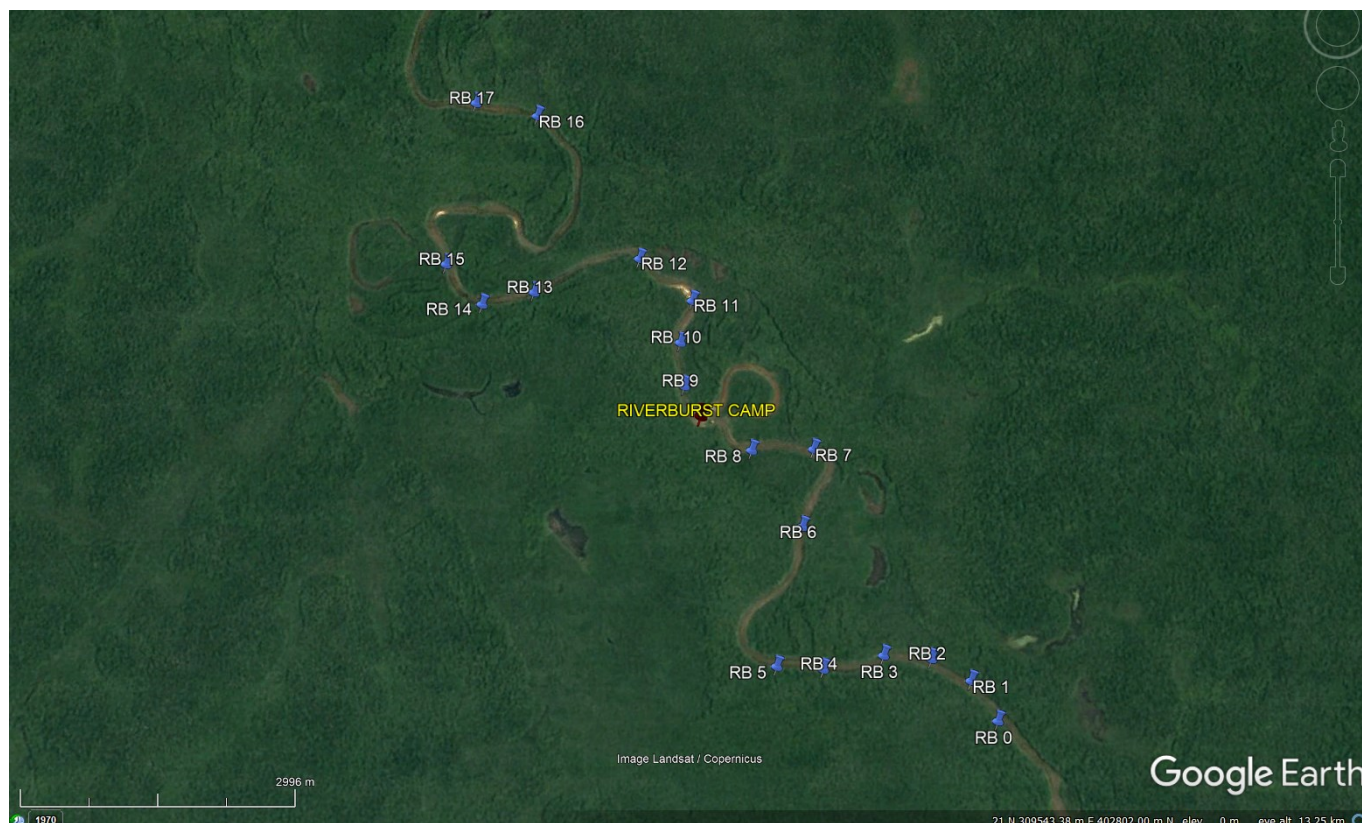 RB 17
RB 16
RB 15
RB 12
RB 13
RB 14
RB 11
RB 10
RB 9
RIVERBURST CAMP
RB 8
RB 7
RB 6
RB 2
RB 4
RB 5
RB 3
RB 1
RB 0
Image Landsat / Copernicus
Google Earth
2996 m
1970
21 N 309543.38 m E 402802.00 m N elev 0 m eye alt 13.25 km